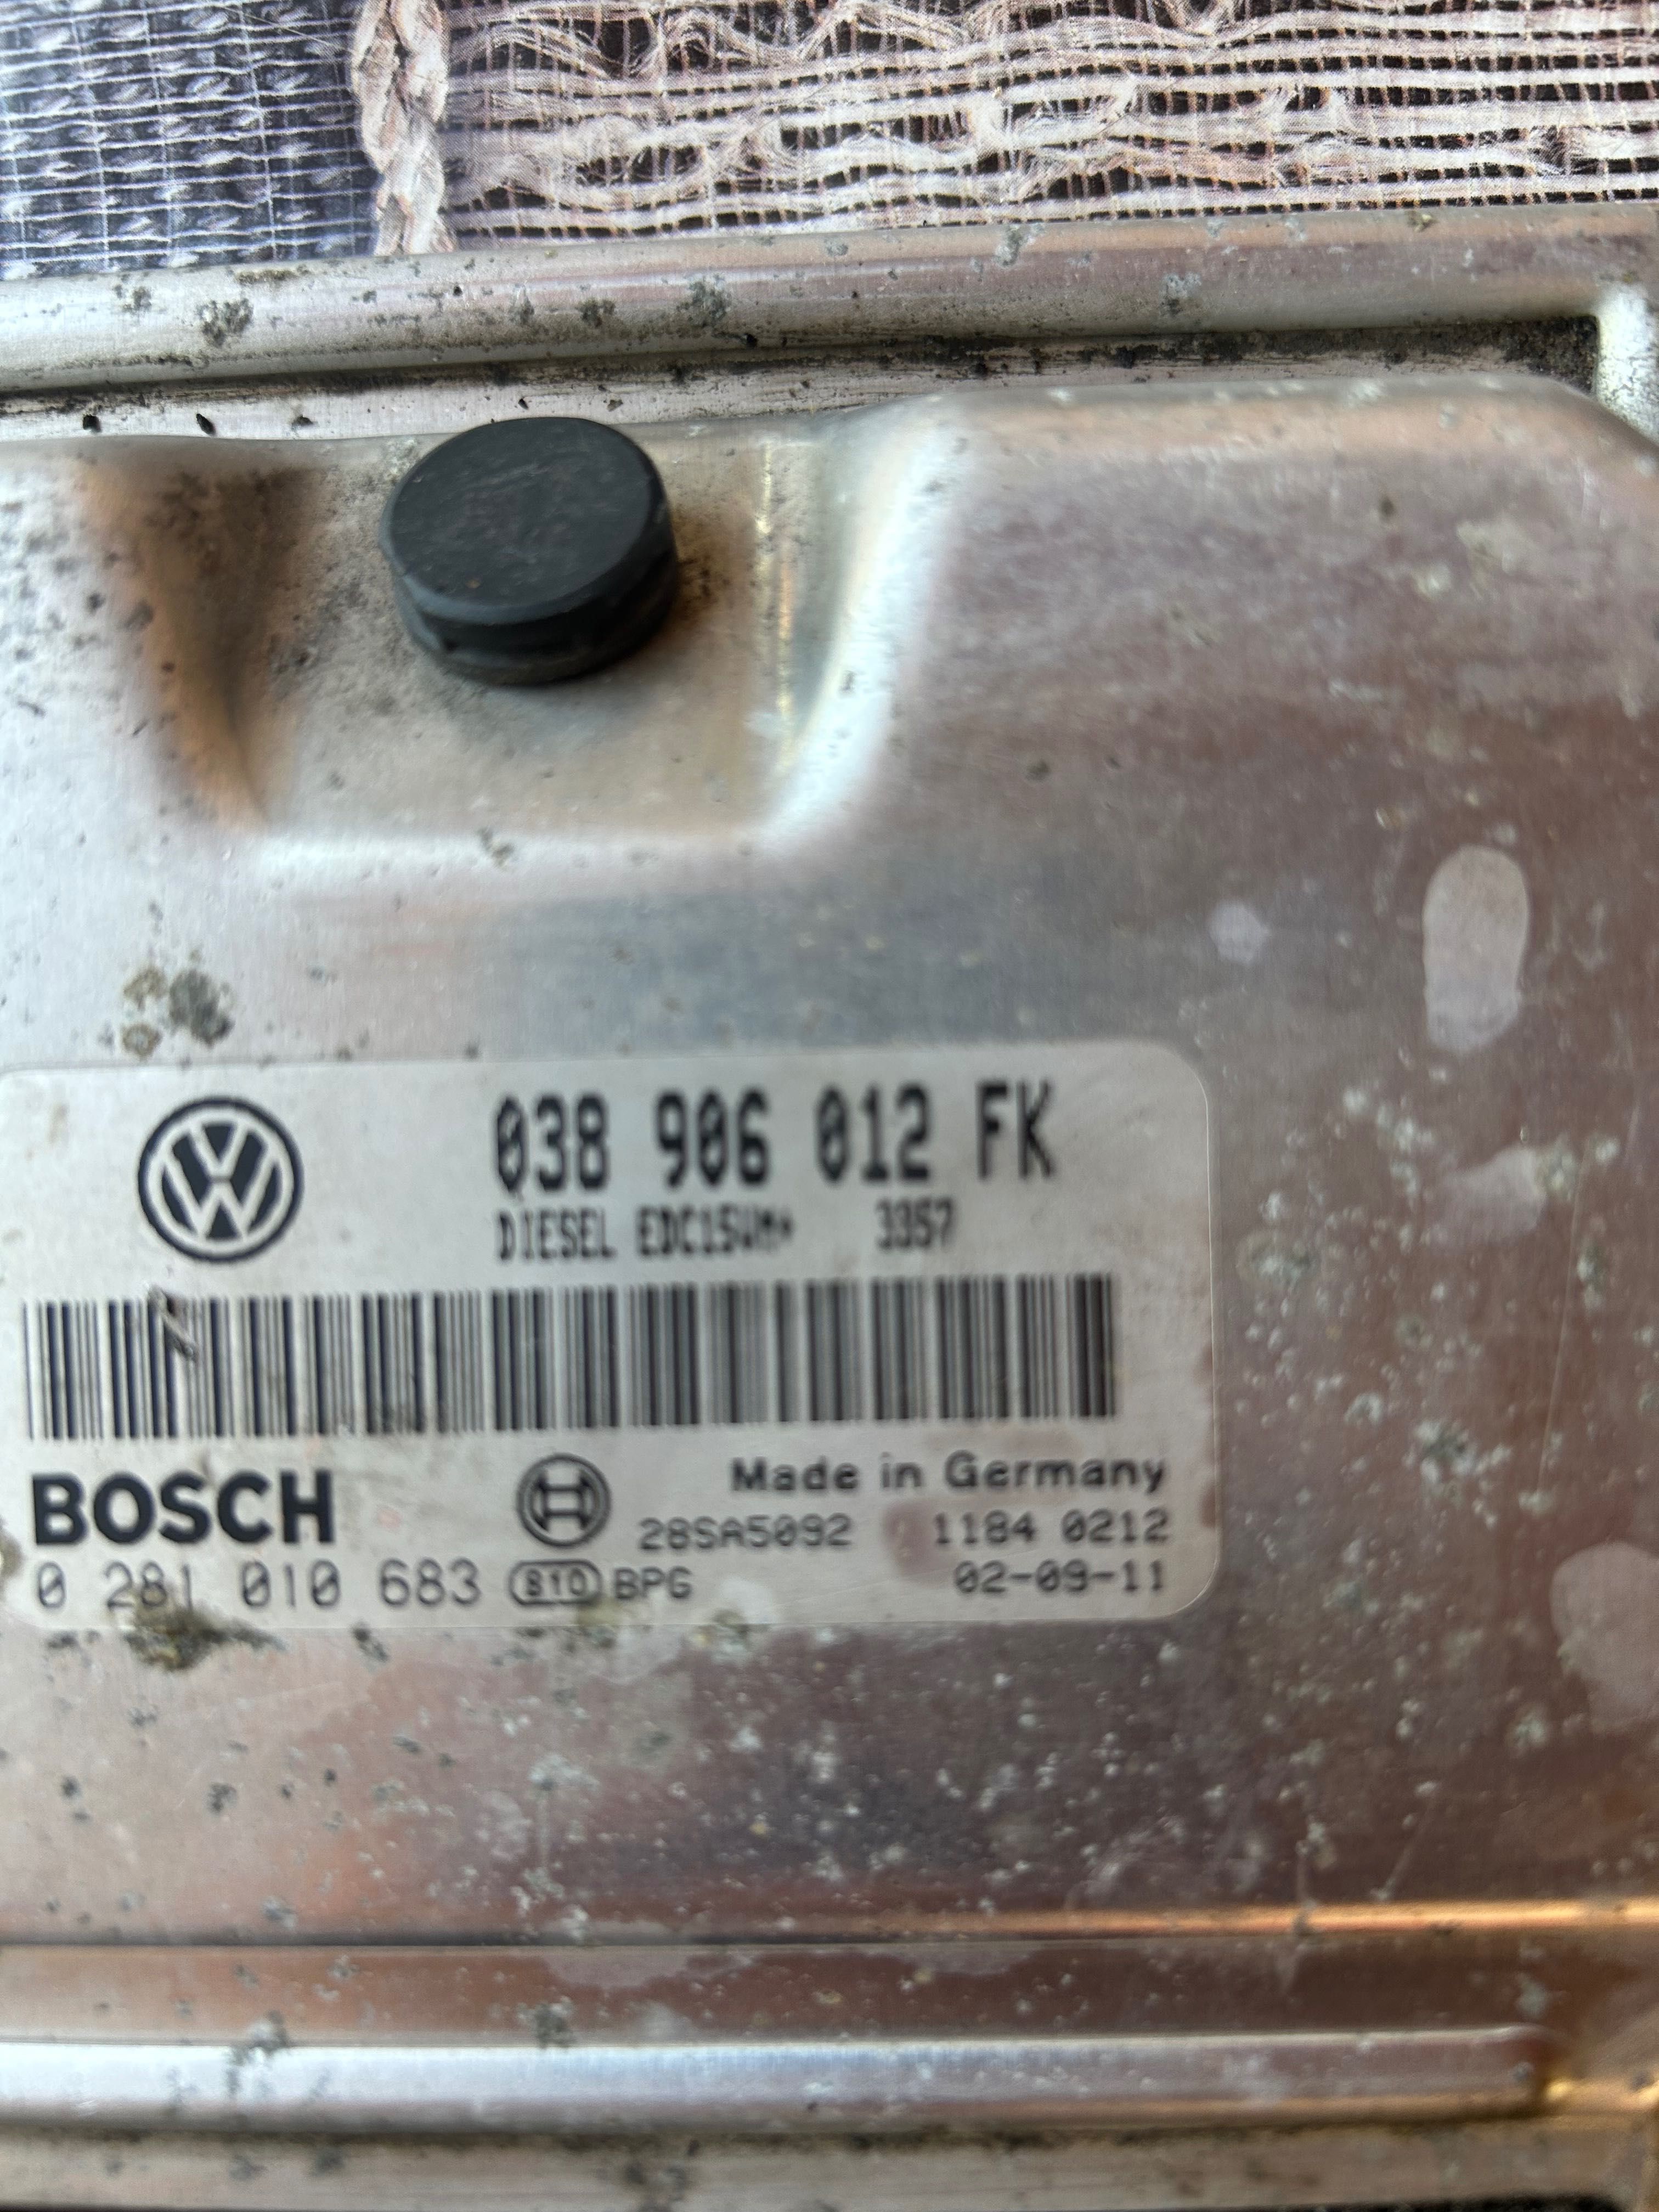 038 906 012 FK
DIESEL EDC15VM+ 3357
BOSCH
Made in Germany
28SA5092 1184 0212
0 281 010 683 B10 BPG 02-09-11